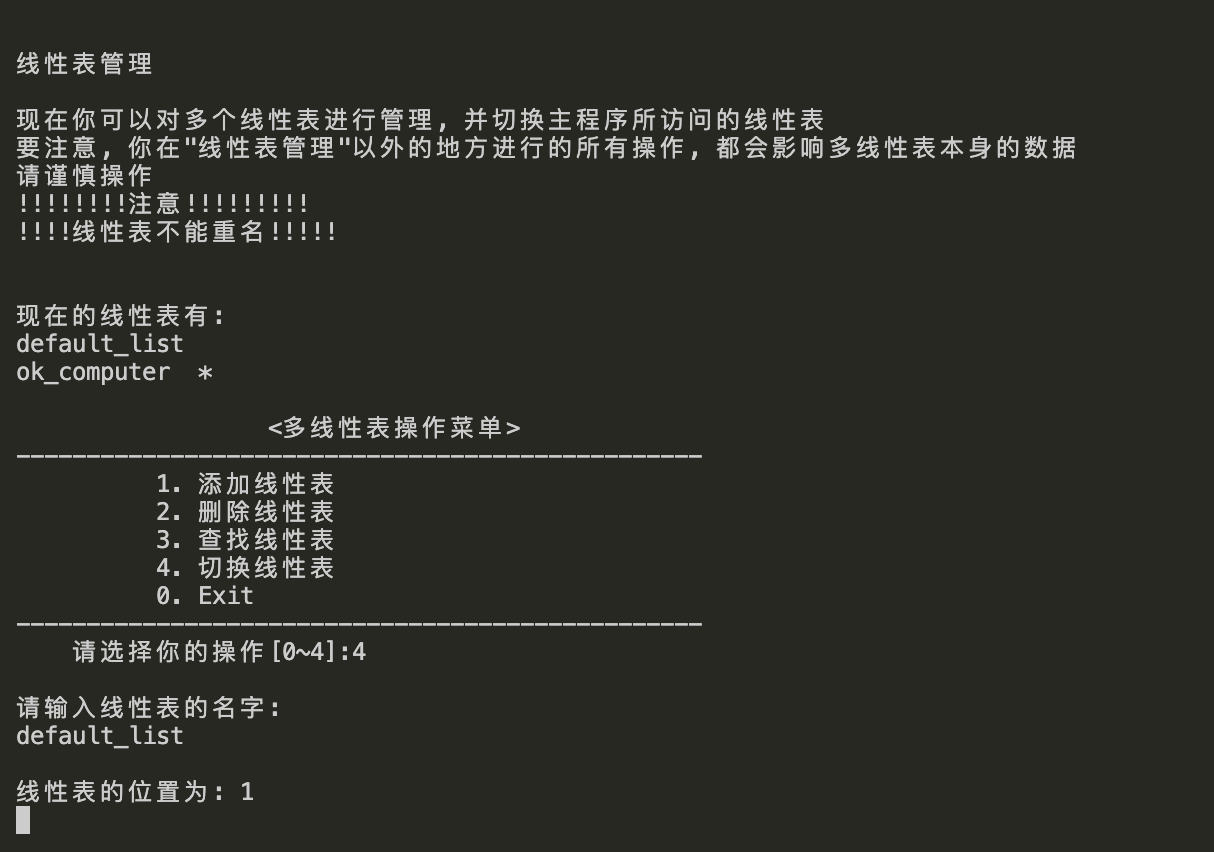 线性表管理
现在你可以对多个线性表进行管理, 并切换主程序所访问的线性表
要注意, 你在"线性表管理"以外的地方进行的所有操作, 都会影响多线性表本身的数据
请谨慎操作
!!!!!!!!注意!!!!!!!!!
!!!!线性表不能重名!!!!!
现在的线性表有:
default_list
ok_computer  *
<多线性表操作菜单>
-------------------------------------------------
1. 添加线性表
2. 删除线性表
3. 查找线性表
4. 切换线性表
0. Exit
-------------------------------------------------
请选择你的操作[0~4]:4
请输入线性表的名字:
default_list
线性表的位置为: 1